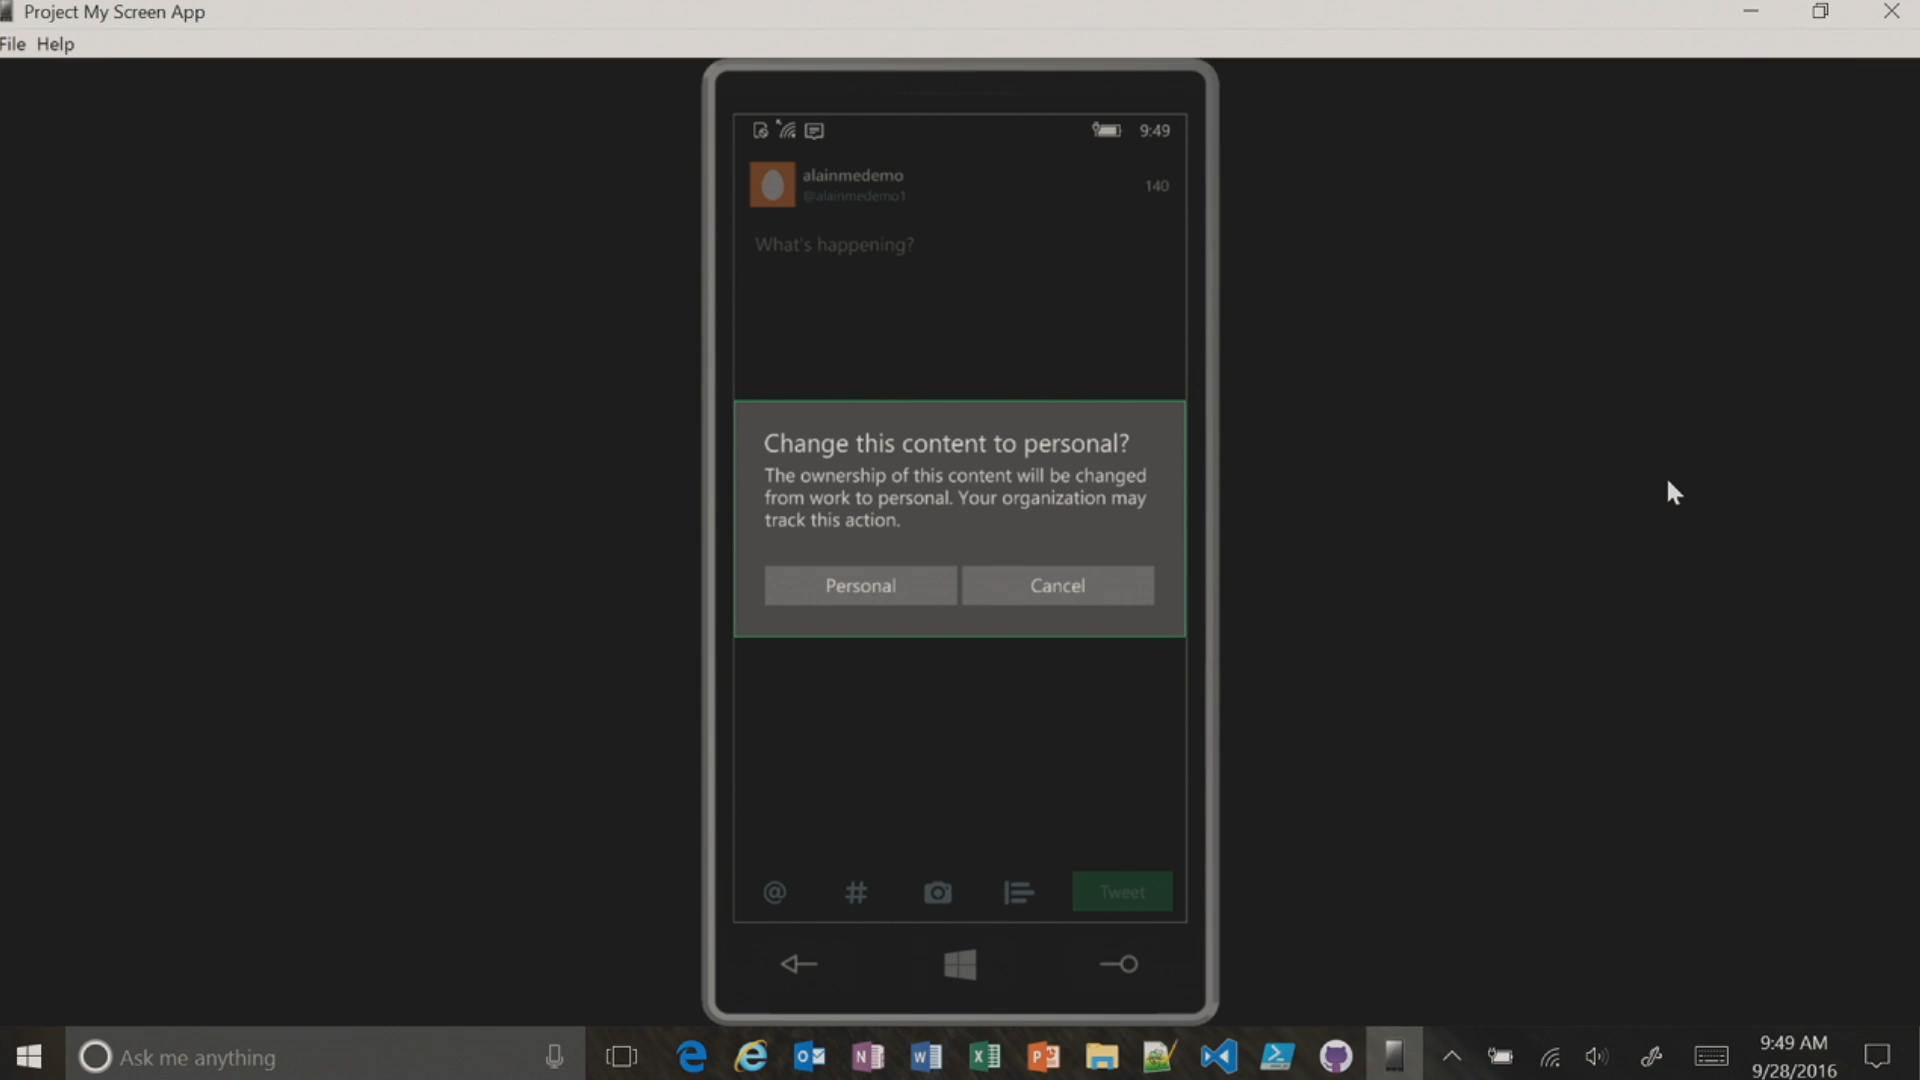 Project My Screen App
File Help
9:49
alainmedemo
@alainmedemo1
140
What's happening?
Change this content to personal?
The ownership of this content will be changed
from work to personal. Your organization may
track this action.
Personal
Cancel
@
#
Tweet
Ask me anything
9:49 AM
9/28/2016